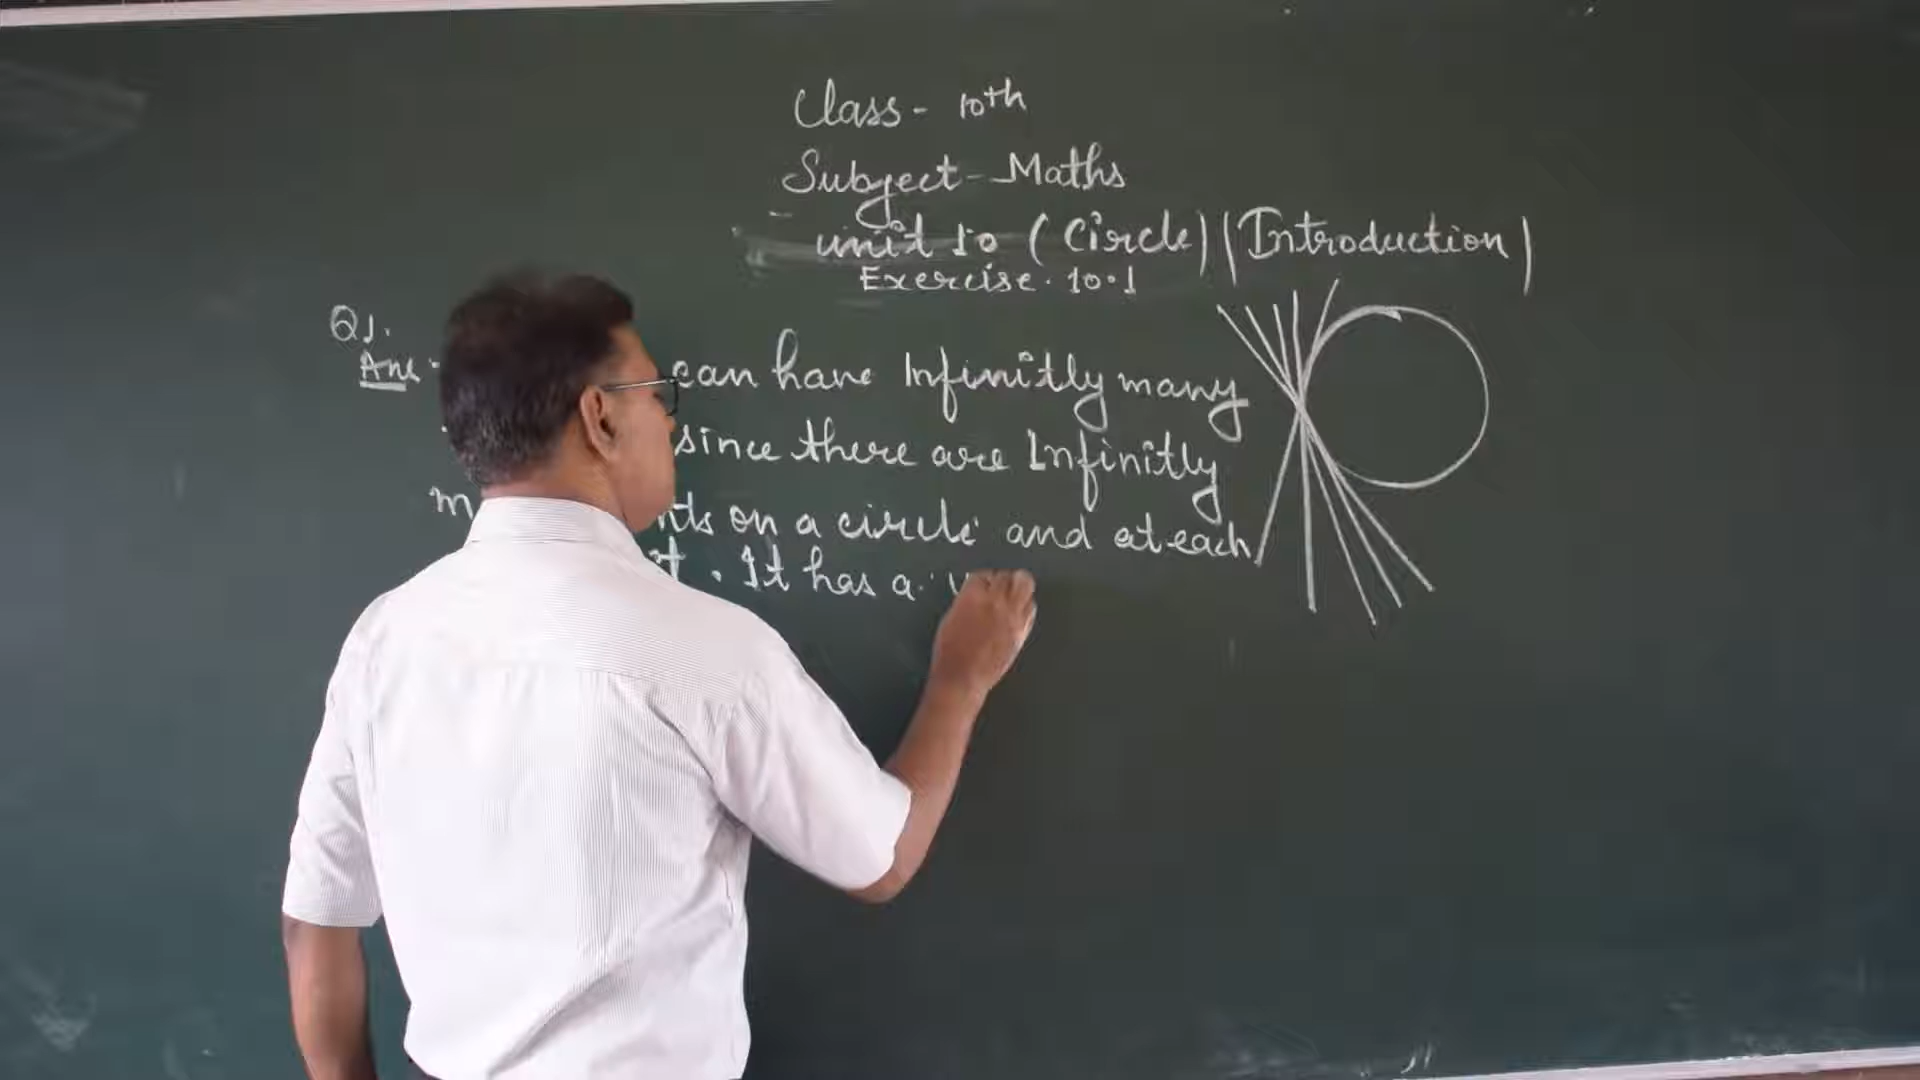 Class - 10th
Subject - Maths
unit 10 (Circle) (Introduction)
Exercise. 10.1
Q1.
Ans - can have Infinitly many
since there are Infinitly
on a circle and at each
. It has a